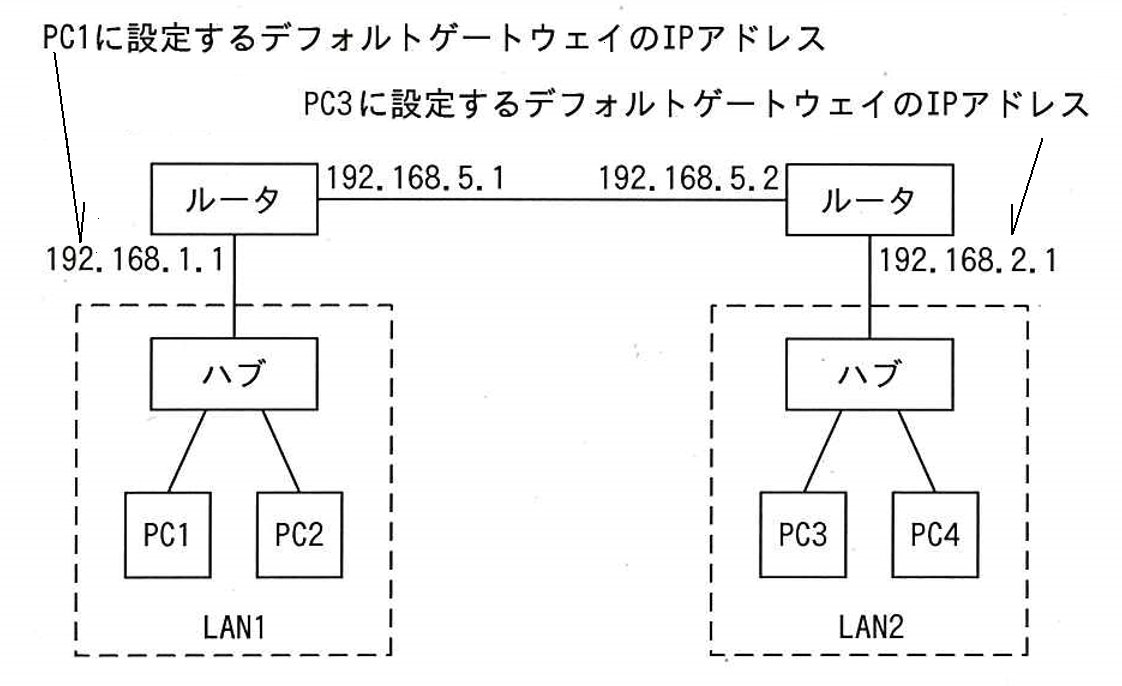 PC1に設定するデフォルトゲートウェイのIPアドレス
PC3に設定するデフォルトゲートウェイのIPアドレス
ルータ
192.168.5.1
192.168.5.2
ルータ
192.168.1.1
192.168.2.1
ハブ
ハブ
PC1
PC2
PC3
PC4
LAN1
LAN2